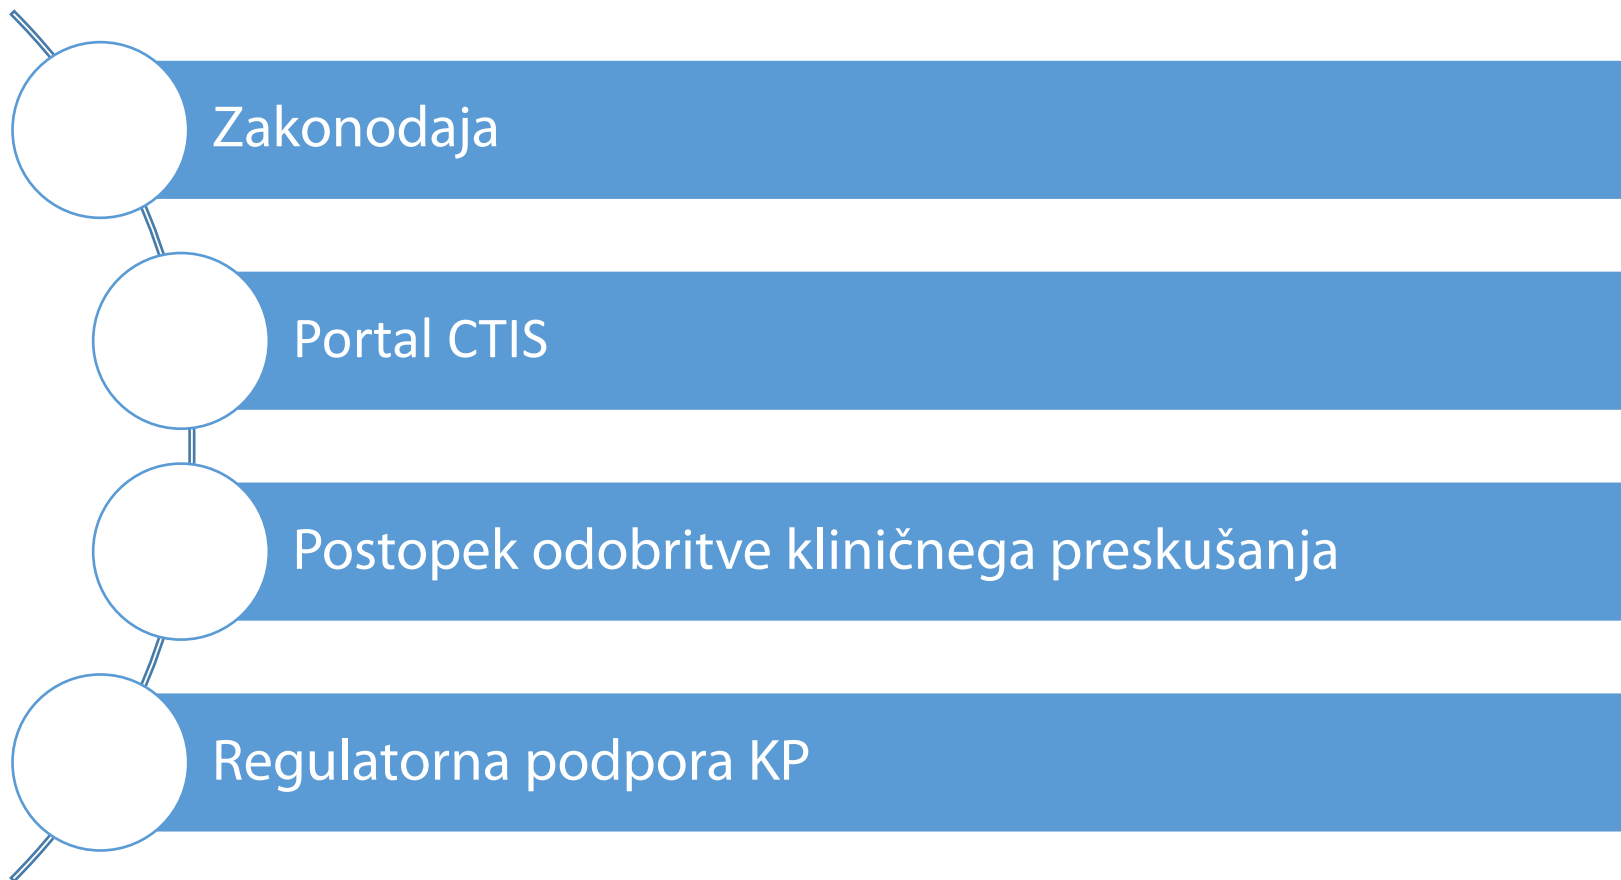 Zakonodaja
Portal CTIS
Postopek odobritve kliničnega preskušanja
Regulatorna podpora KP